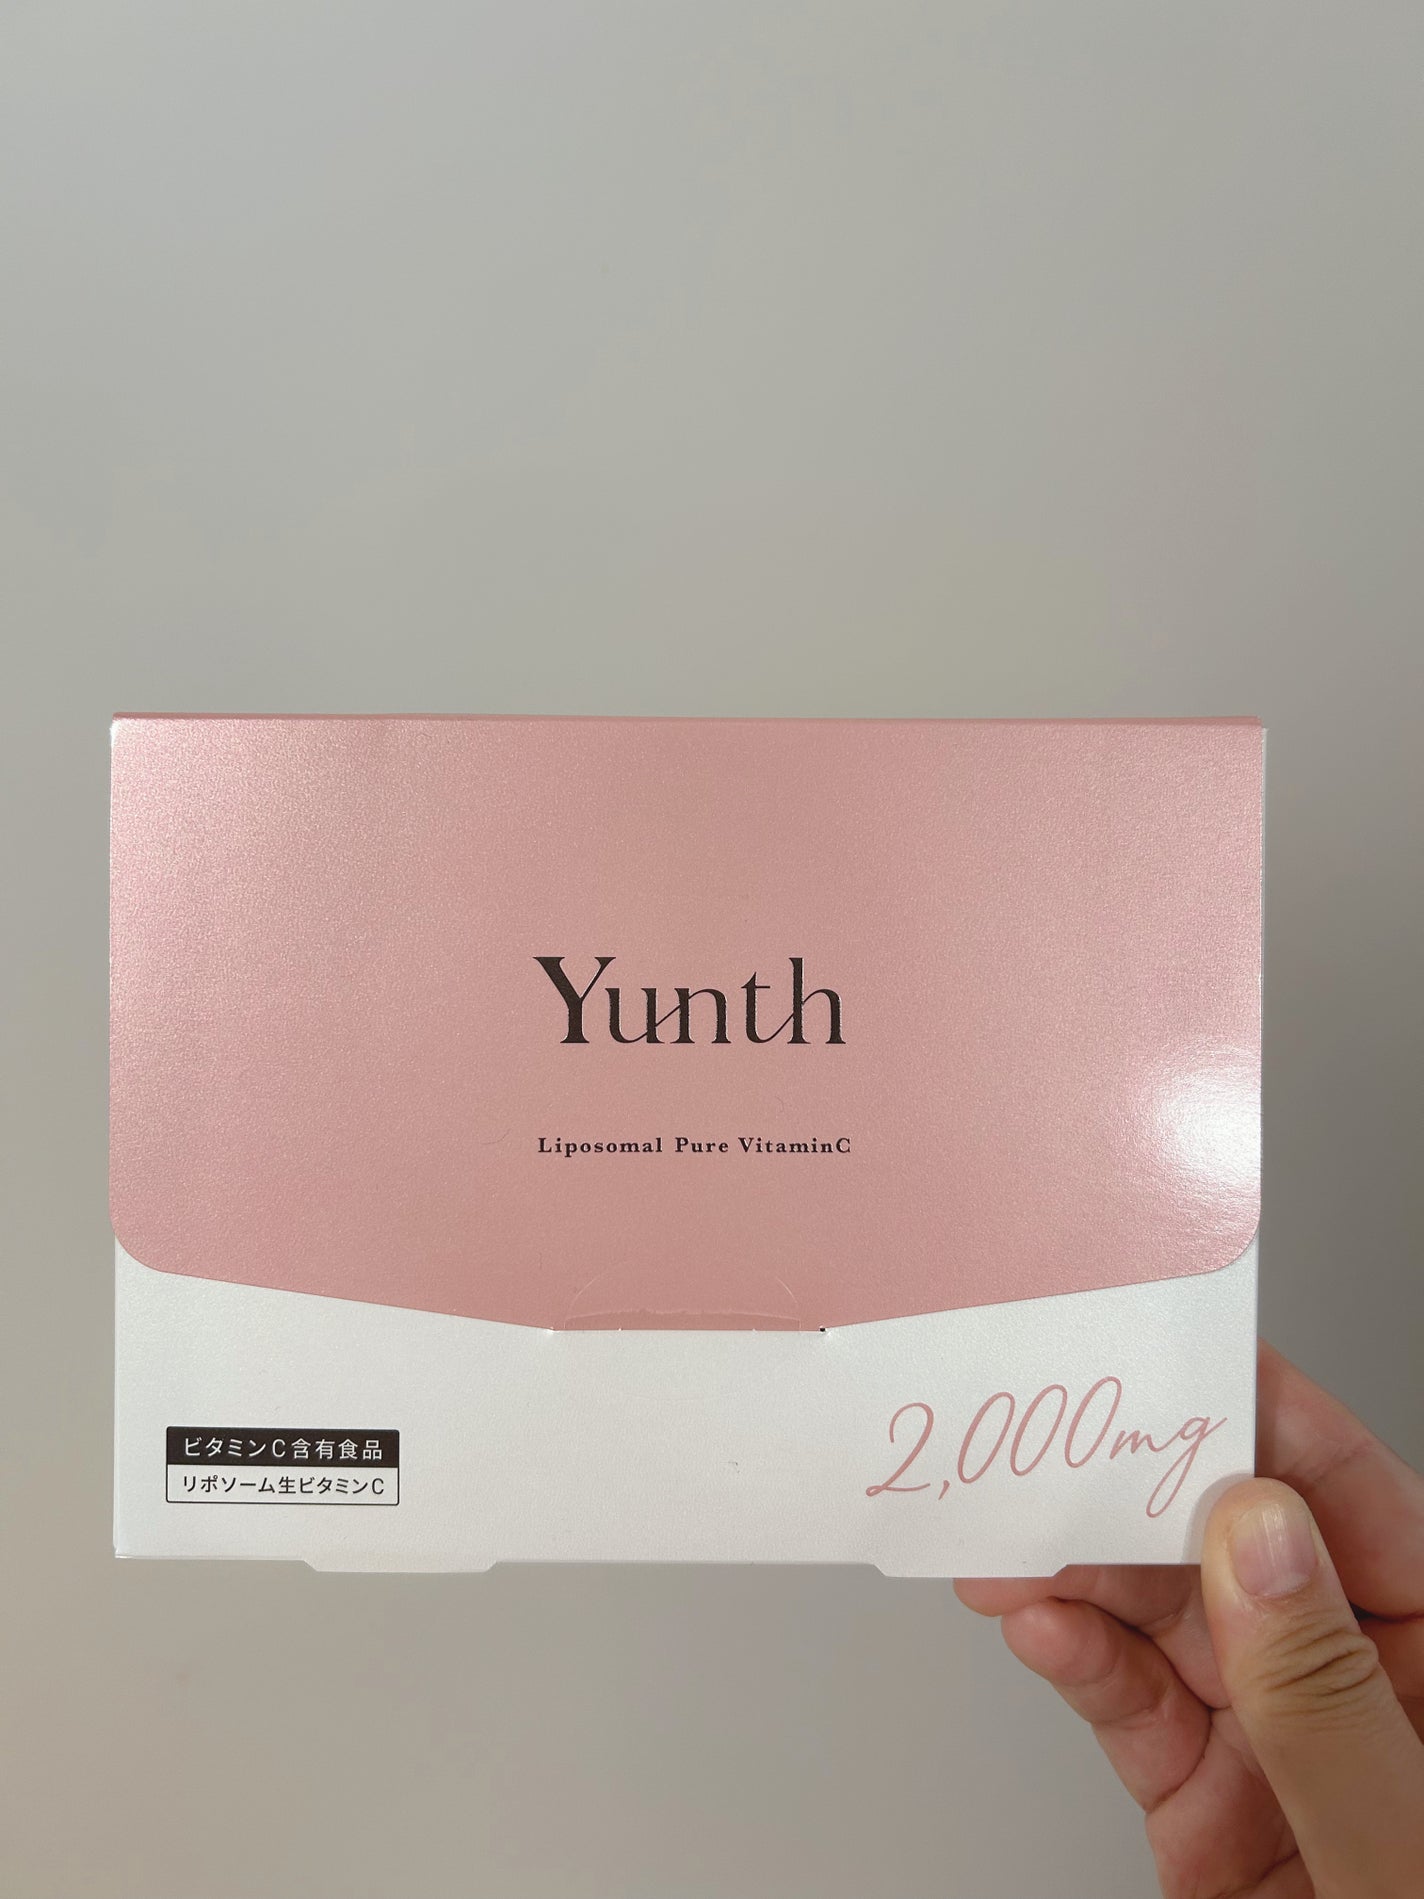 Yunth
Liposomal Pure VitaminC
2,000mg
ビタミンC含有食品
リポソーム生ビタミンC